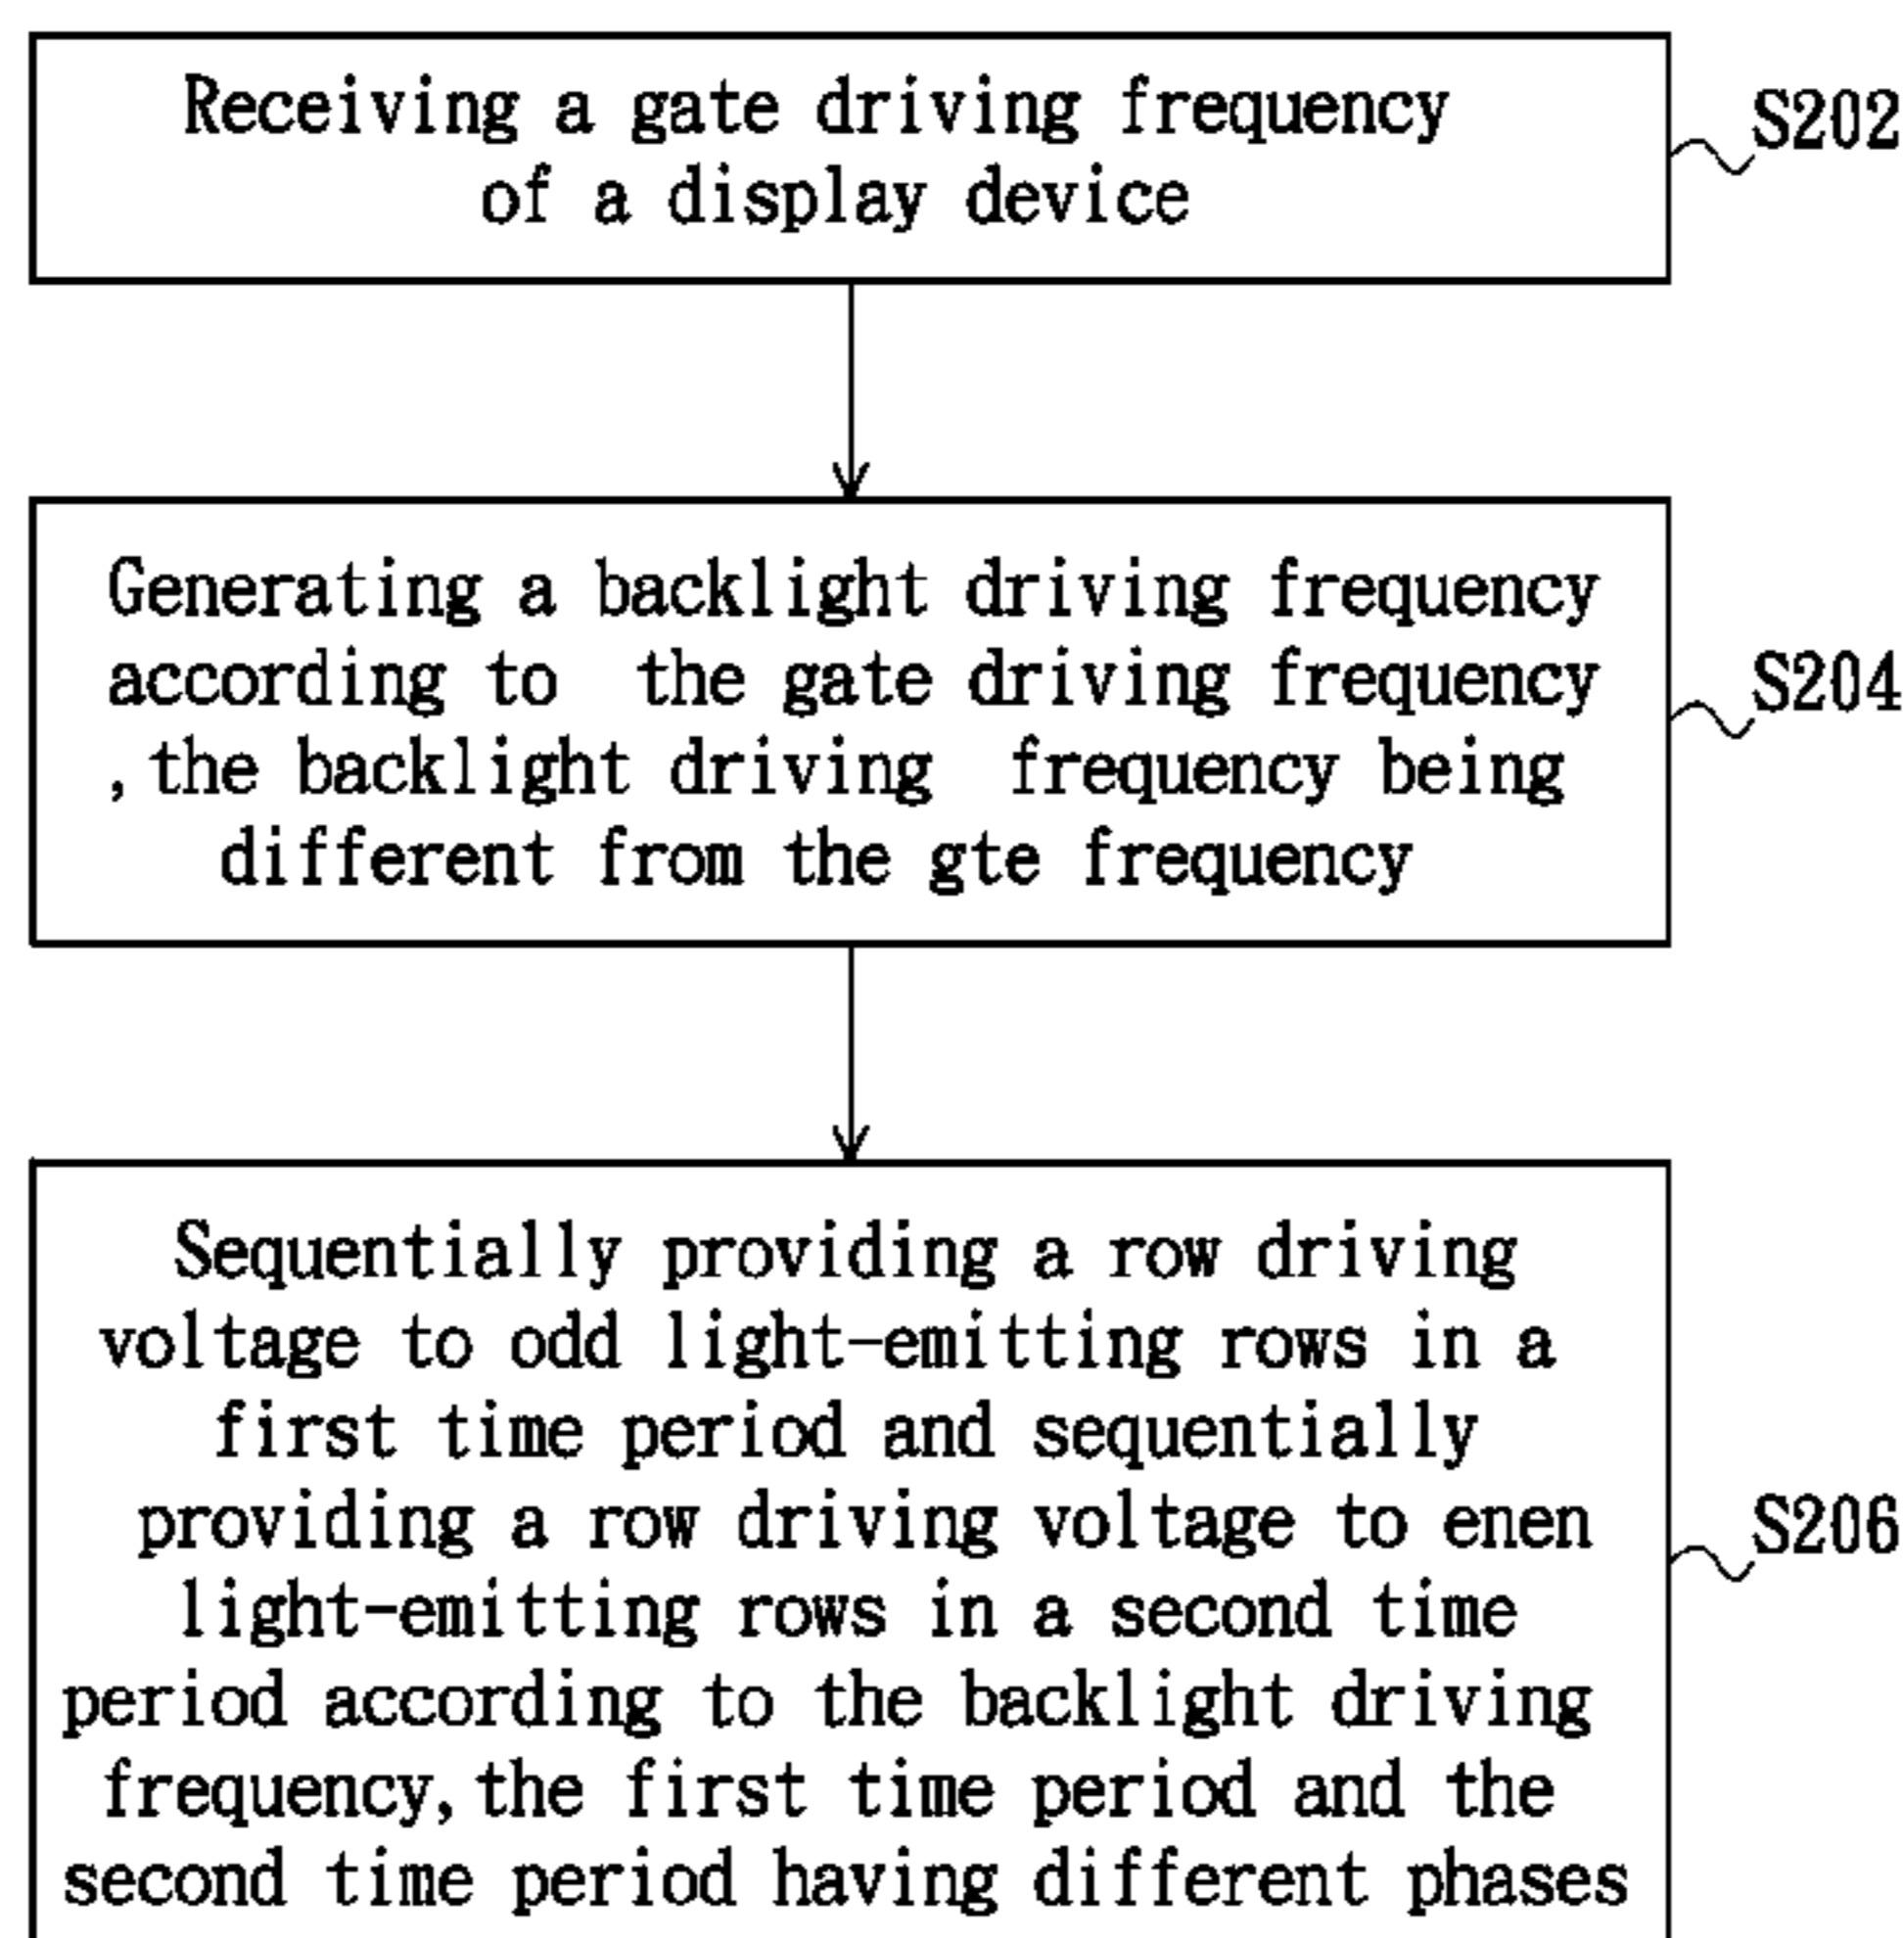 Receiving a gate driving frequency
of a display device
S202
Generating a backlight driving frequency
according to the gate driving frequency
,the backlight driving frequency being
different from the gte frequency
S204
Sequentially providing a row driving
voltage to odd light-emitting rows in a
first time period and sequentially
providing a row driving voltage to enen
light-emitting rows in a second time
period according to the backlight driving
frequency,the first time period and the
second time period having different phases
S206